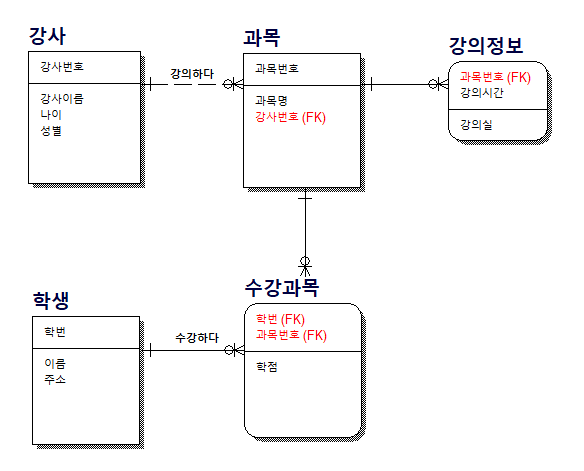 강사
강사번호
강사이름
나이
성별
강의하다
과목
과목번호
과목명
강사번호 (FK)
강의정보
과목번호 (FK)
강의시간
강의실
학생
학번
이름
주소
수강하다
수강과목
학번 (FK)
과목번호 (FK)
학점